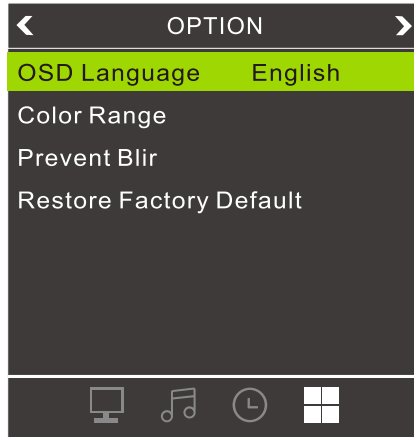 OPTION
OSD Language English
Color Range
Prevent Blir
Restore Factory Default